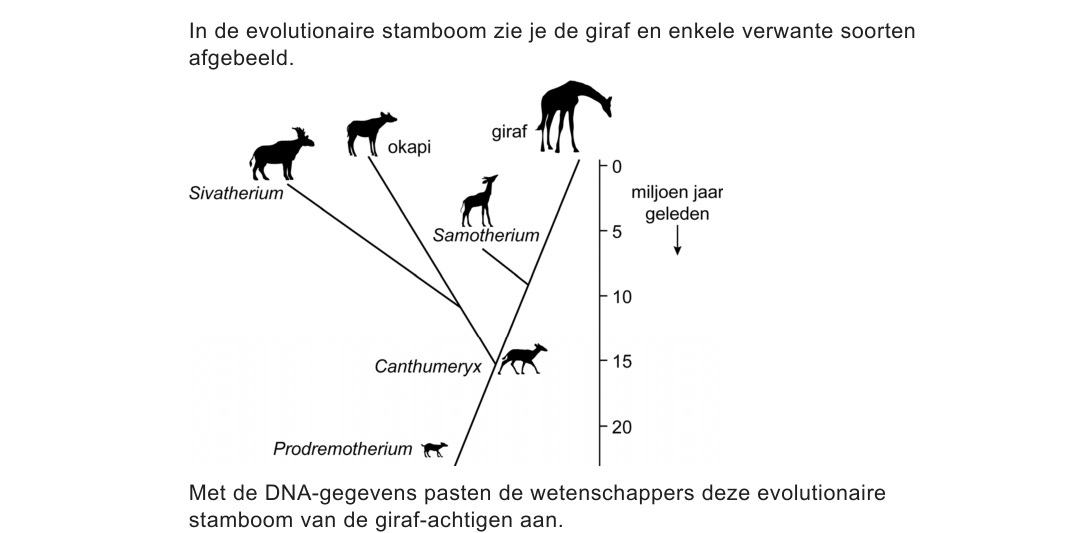 In de evolutionaire stamboom zie je de giraf en enkele verwante soorten
afgebeeld.
giraf
okapi
Sivatherium
Samotherium
Canthumeryx
Prodremotherium
0
miljoen jaar
geleden
5
10
15
20
Met de DNA-gegevens pasten de wetenschappers deze evolutionaire
stamboom van de giraf-achtigen aan.